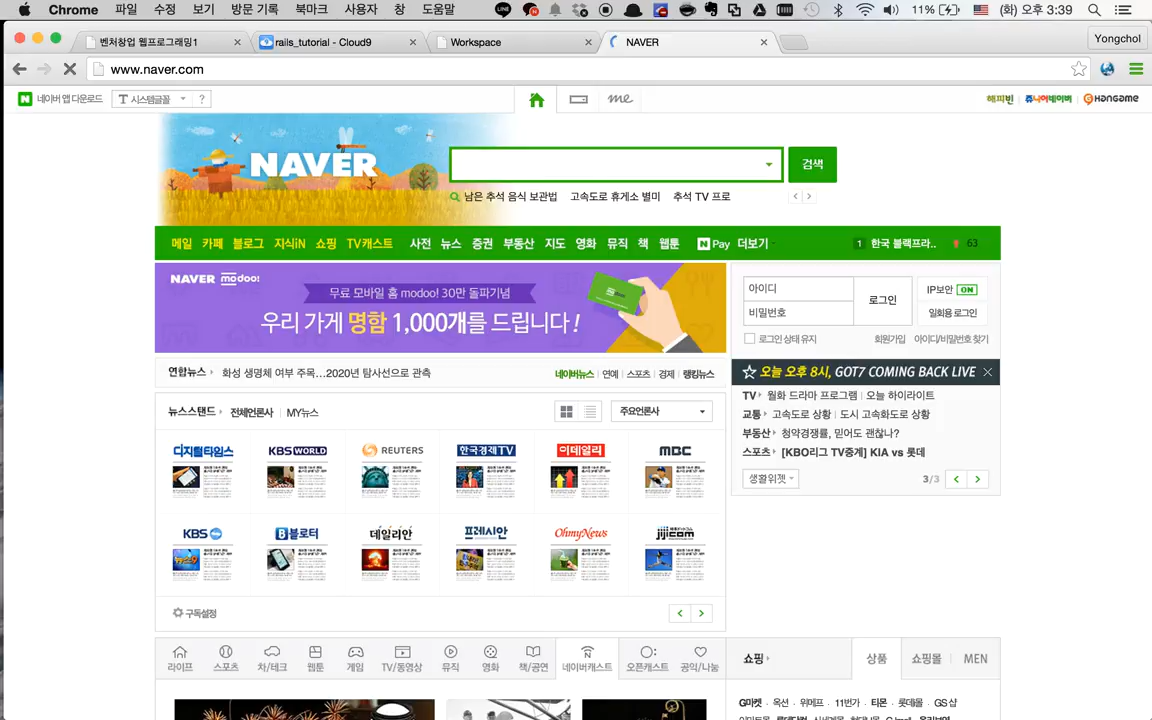 Chrome 파일 수정 보기 방문 기록 북마크 사용자 창 도움말 11% (화) 오후 3:39
벤처창업 웹프로그래밍1 × rails_tutorial - Cloud9 × Workspace × NAVER × Yongchol
www.naver.com
N 네이버 앱 다운로드 T 시스템글꼴 ? me 해피빈 쥬니어네이버 Hangame
NAVER 검색
남은 추석 음식 보관법 고속도로 휴게소 별미 추석 TV 프로
메일 카페 블로그 지식iN 쇼핑 TV캐스트 사전 뉴스 증권 부동산 지도 영화 뮤직 책 웹툰 N Pay 더보기 1 한국 블랙프라.. 63
NAVER modoo!
무료 모바일 홈 modoo! 30만 돌파기념
우리 가게 명함 1,000개를 드립니다!
아이디 로그인 IP보안 ON
비밀번호 일회용 로그인
로그인 상태 유지 회원가입 아이디/비밀번호 찾기
연합뉴스 화성 생명체 여부 주목...2020년 탐사선으로 관측 네이버뉴스 연예 스포츠 경제 랭킹뉴스
오늘 오후 8시, GOT7 COMING BACK LIVE
TV 월화 드라마 프로그램 오늘 하이라이트
교통 고속도로 상황 도시 고속화도로 상황
부동산 청약경쟁률, 믿어도 괜찮나?
스포츠 [KBO리그 TV중계] KIA vs 롯데
생활위젯 3/3
뉴스스탠드 전체언론사 MY뉴스 주요언론사
디지털타임스 KBS WORLD REUTERS 한국경제TV 이데일리 MBC
KBS 블로터 데일리안 프레시안 OhmyNews jijicom
구독설정
라이프 스포츠 차/테크 웹툰 게임 TV/동영상 뮤직 영화 책/공연 네이버캐스트 오픈캐스트 공익/나눔
쇼핑 상품 쇼핑몰 MEN
G마켓 · 옥션 · 위메프 · 11번가 · 티몬 · 롯데몰 · GS샵